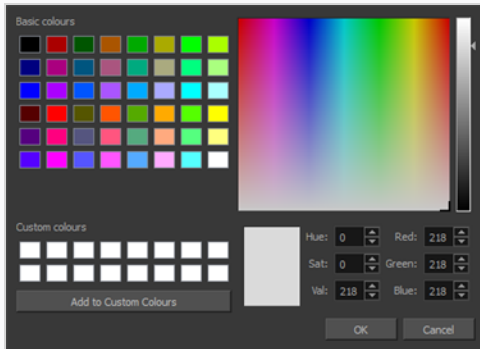 Basic colours
Custom colours
Add to Custom Colours
Hue: 0 Red: 218
Sat: 0 Green: 218
Val: 218 Blue: 218
OK Cancel